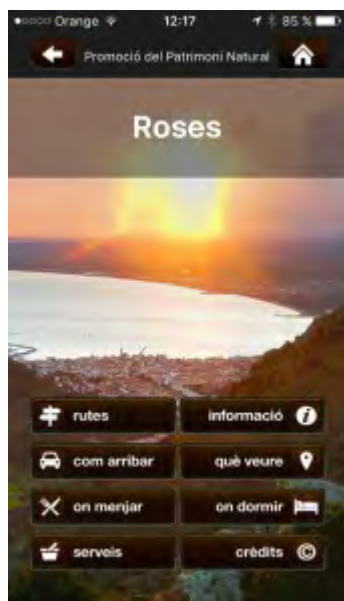 Orange 12:17 85 %
Promoció del Patrimoni Natural
Roses
rutes informació
com arribar què veure
on menjar on dormir
serveis crèdits ©